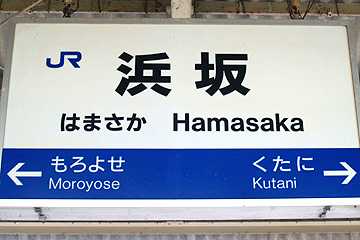 JR
浜坂
はまさか Hamasaka
← もろよせ くたに →
Moroyose Kutani